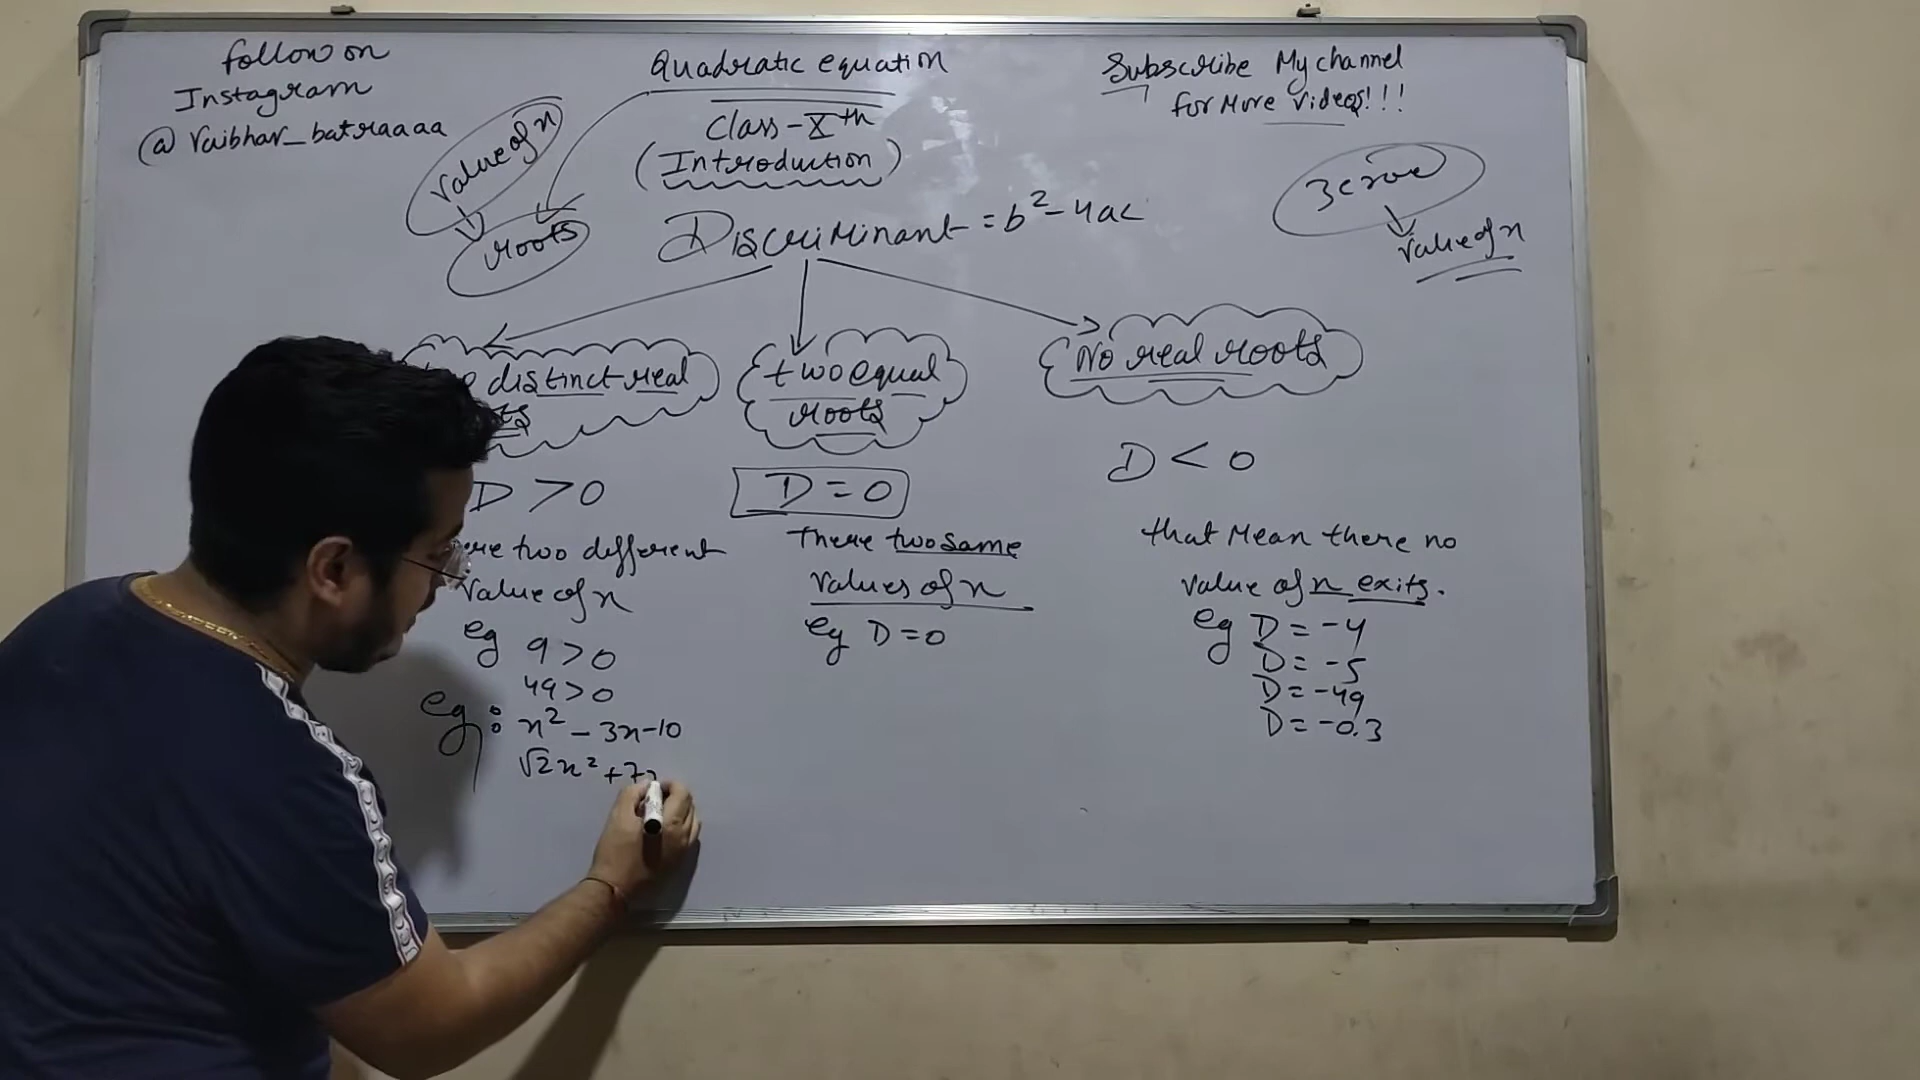 Follow on
Instagram
@ vaibhav_batraaaa
Quadratic equation
Class-Xth
(Introduction)
Subscribe My channel
For More Videos!!!
value of x
roots
Discriminant = b² - 4ac
Zeroes
value of x
distinct real
two equal
roots
No real roots
D > 0
D = 0
D < 0
two different
Value of x
eg 9 > 0
49 > 0
eg: x² - 3x - 10
√2x² + 7x
There two same
Values of x
eg D = 0
that Mean there no
value of x exits.
eg D = -4
D = -5
D = -49
D = -0.3